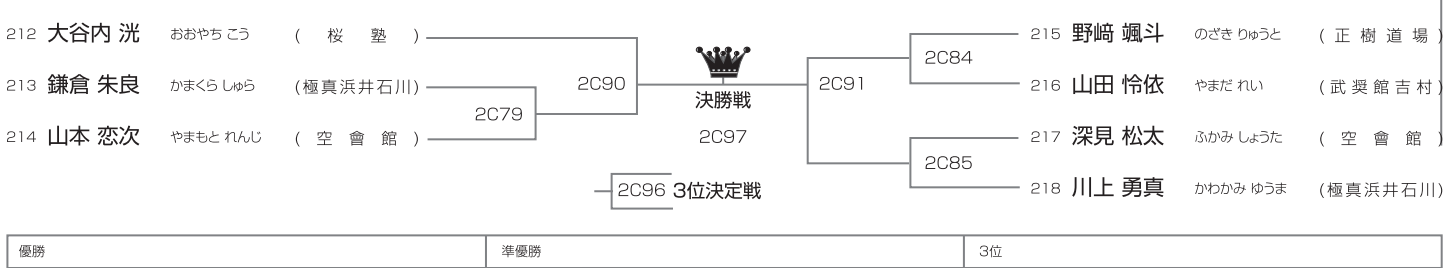 212 大谷内 洸 おおやち こう ( 桜 塾 )
213 鎌倉 朱良 かまくら しゅら (極真浜井石川)
214 山本 恋次 やまもと れんじ ( 空 會 館 )
2C79
2C90
決勝戦
2C97
2C96 3位決定戦
2C91
2C84
2C85
215 野﨑 颯斗 のざき りゅうと ( 正 樹 道 場 )
216 山田 怜依 やまだ れい ( 武 奨 館 吉 村 )
217 深見 松太 ふかみ しょうた ( 空 會 館 )
218 川上 勇真 かわかみ ゆうま (極真浜井石川)
優勝 準優勝 3位